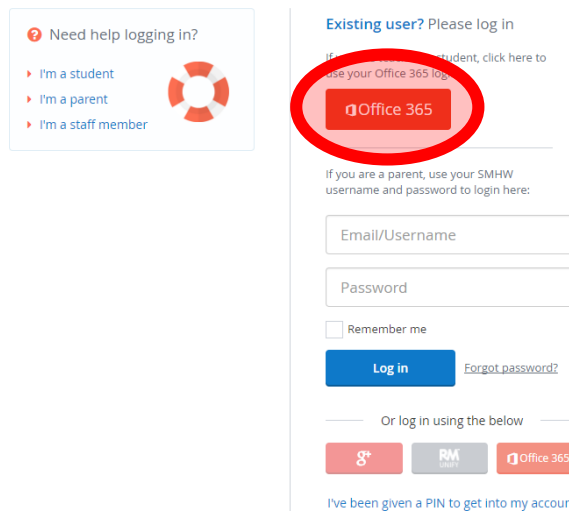 Need help logging in?
I'm a student
I'm a parent
I'm a staff member
Existing user? Please log in
student, click here to
use your Office 365 log
Office 365
If you are a parent, use your SMHW
username and password to login here:
Email/Username
Password
Remember me
Log in
Forgot password?
Or log in using the below
g+
RM
UNIFY
Office 365
I've been given a PIN to get into my accoun